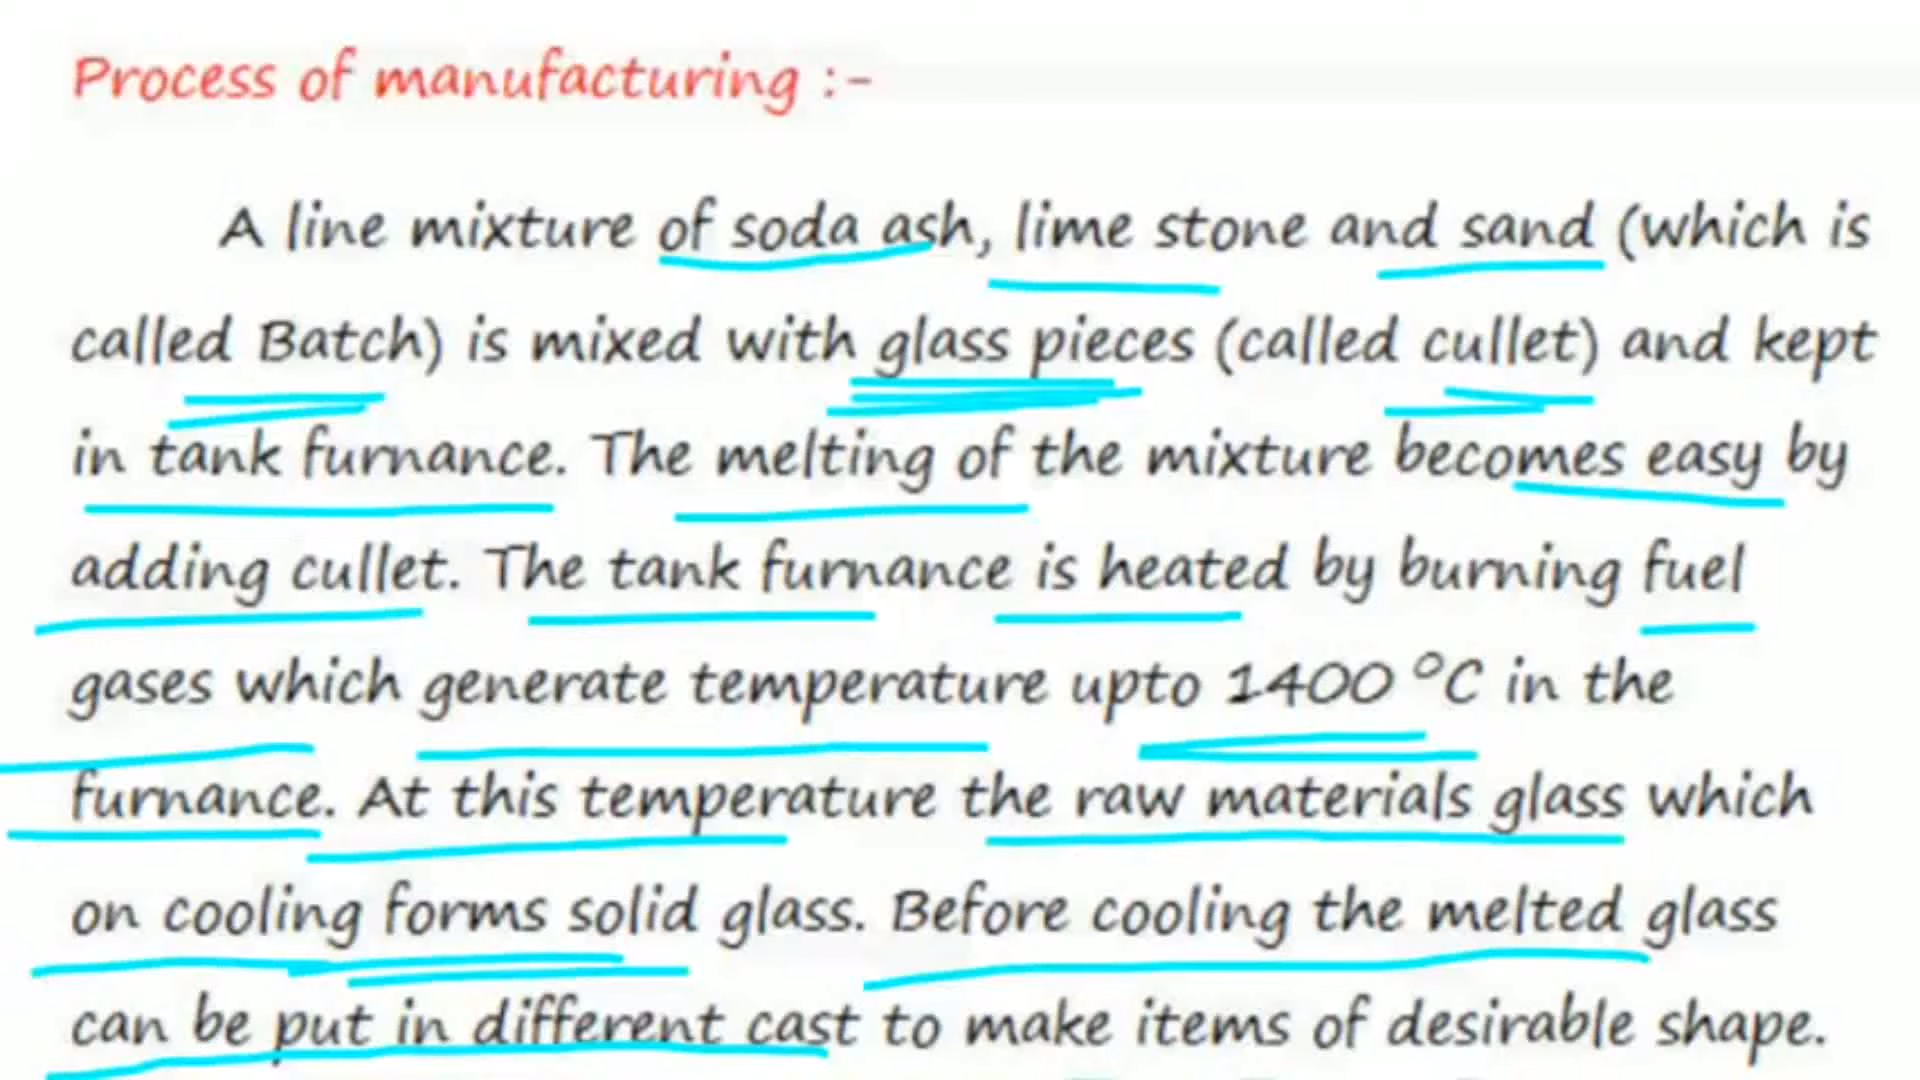 Process of manufacturing :-
A line mixture of soda ash, lime stone and sand (which is
called Batch) is mixed with glass pieces (called cullet) and kept
in tank furnance. The melting of the mixture becomes easy by
adding cullet. The tank furnance is heated by burning fuel
gases which generate temperature upto 1400 °C in the
furnance. At this temperature the raw materials glass which
on cooling forms solid glass. Before cooling the melted glass
can be put in different cast to make items of desirable shape.